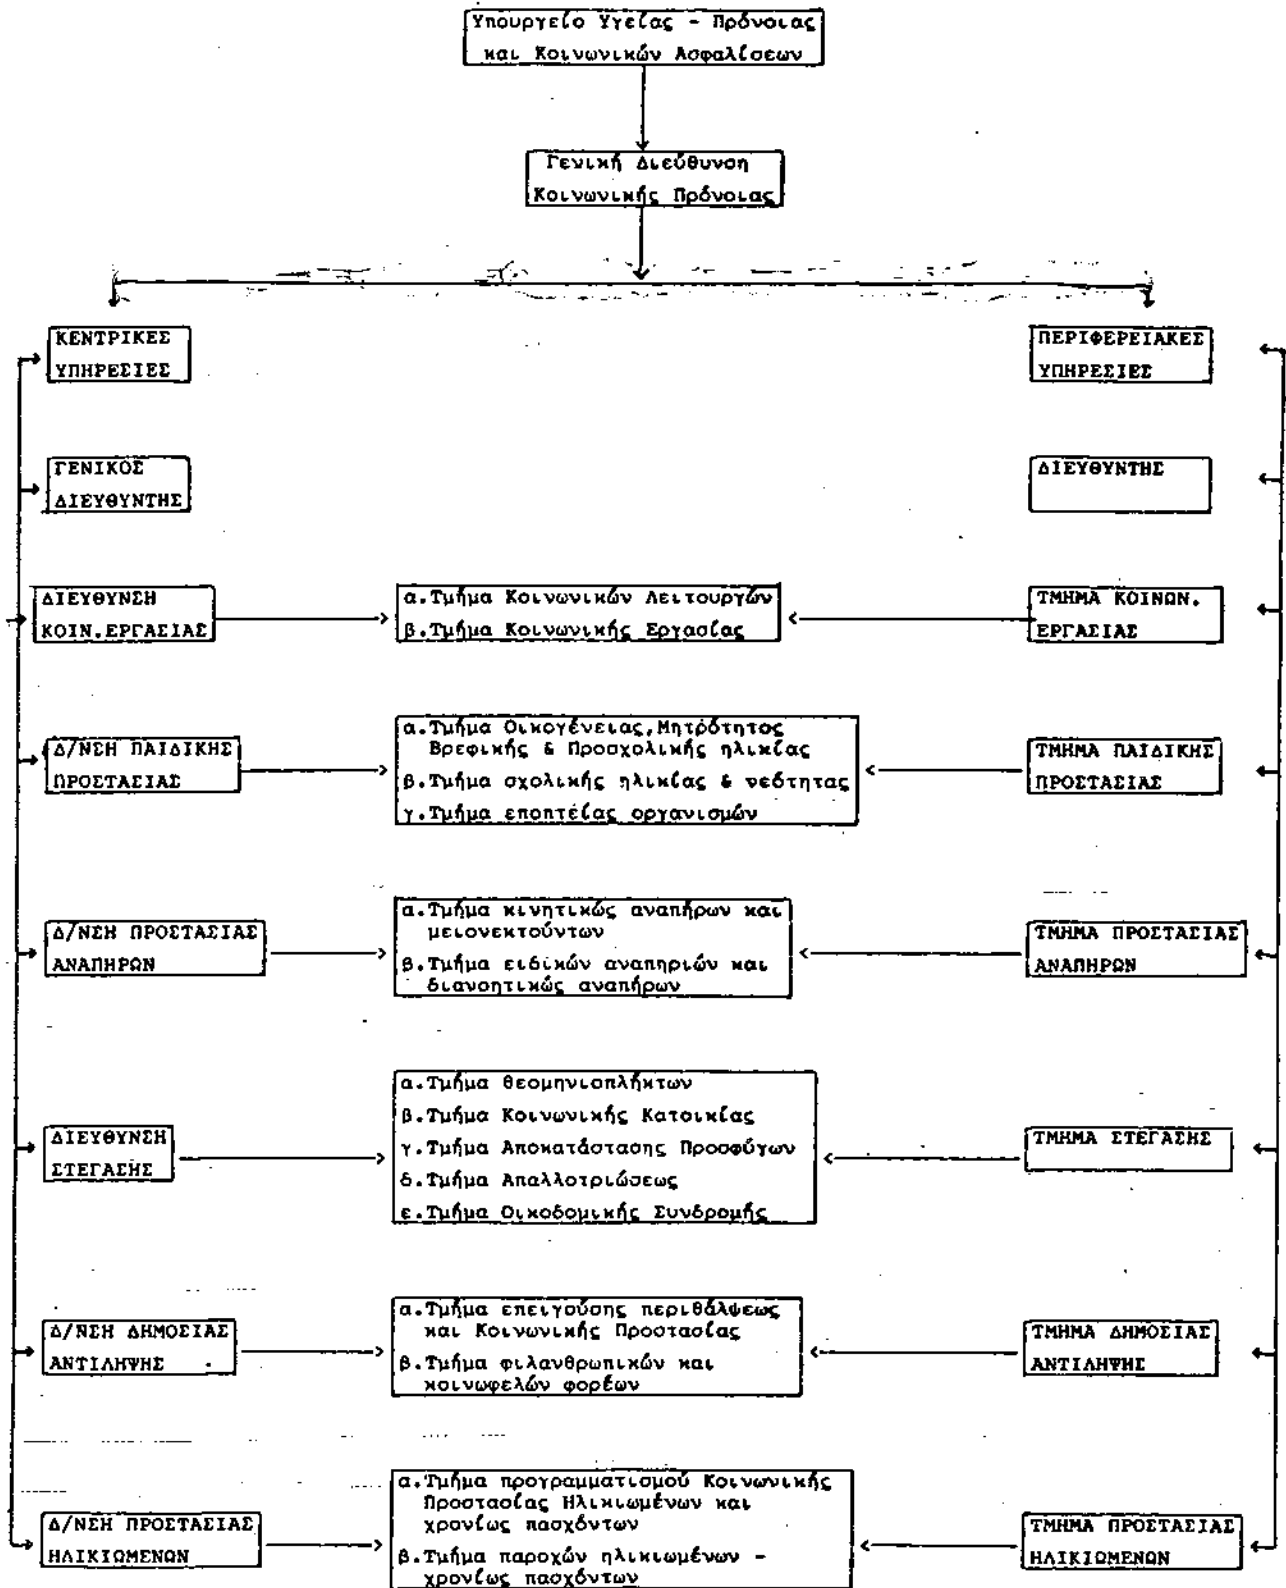 Υπουργείο Υγείας - Πρόνοιας
και Κοινωνικών Ασφαλίσεων
Γενική Διεύθυνση
Κοινωνικής Πρόνοιας
ΚΕΝΤΡΙΚΕΣ
ΥΠΗΡΕΣΙΕΣ
ΠΕΡΙΦΕΡΕΙΑΚΕΣ
ΥΠΗΡΕΣΙΕΣ
ΓΕΝΙΚΟΣ
ΔΙΕΥΘΥΝΤΗΣ
ΔΙΕΥΘΥΝΤΗΣ
ΔΙΕΥΘΥΝΣΗ
ΚΟΙΝ.ΕΡΓΑΣΙΑΣ
α.Τμήμα Κοινωνικών Λειτουργών
β.Τμήμα Κοινωνικής Εργασίας
ΤΜΗΜΑ ΚΟΙΝΩΝ.
ΕΡΓΑΣΙΑΣ
Δ/ΝΣΗ ΠΑΙΔΙΚΗΣ
ΠΡΟΣΤΑΣΙΑΣ
α.Τμήμα Οικογένειας,Μητρότητος
Βρεφικής & Προσχολικής ηλικίας
β.Τμήμα σχολικής ηλικίας & νεότητας
γ.Τμήμα εποπτείας οργανισμών
ΤΜΗΜΑ ΠΑΙΔΙΚΗΣ
ΠΡΟΣΤΑΣΙΑΣ
Δ/ΝΣΗ ΠΡΟΣΤΑΣΙΑΣ
ΑΝΑΠΗΡΩΝ
α.Τμήμα κινητικώς αναπήρων και
μειονεκτούντων
β.Τμήμα ειδικών αναπηριών και
διανοητικώς αναπήρων
ΤΜΗΜΑ ΠΡΟΣΤΑΣΙΑΣ
ΑΝΑΠΗΡΩΝ
ΔΙΕΥΘΥΝΣΗ
ΣΤΕΓΑΣΗΣ
α.Τμήμα θεομηνιοπλήκτων
β.Τμήμα Κοινωνικής Κατοικίας
γ.Τμήμα Αποκατάστασης Προσφύγων
δ.Τμήμα Απαλλοτριώσεως
ε.Τμήμα Οικοδομικής Συνδρομής
ΤΜΗΜΑ ΣΤΕΓΑΣΗΣ
Δ/ΝΣΗ ΔΗΜΟΣΙΑΣ
ΑΝΤΙΛΗΨΗΣ
α.Τμήμα επειγούσης περιθάλψεως
και Κοινωνικής Προστασίας
β.Τμήμα φιλανθρωπικών και
κοινωφελών φορέων
ΤΜΗΜΑ ΔΗΜΟΣΙΑΣ
ΑΝΤΙΛΗΨΗΣ
Δ/ΝΣΗ ΠΡΟΣΤΑΣΙΑΣ
ΗΛΙΚΙΩΜΕΝΩΝ
α.Τμήμα προγραμματισμού Κοινωνικής
Προστασίας Ηλικιωμένων και
χρονίως πασχόντων
β.Τμήμα παροχών ηλικιωμένων -
χρονίως πασχόντων
ΤΜΗΜΑ ΠΡΟΣΤΑΣΙΑΣ
ΗΛΙΚΙΩΜΕΝΩΝ